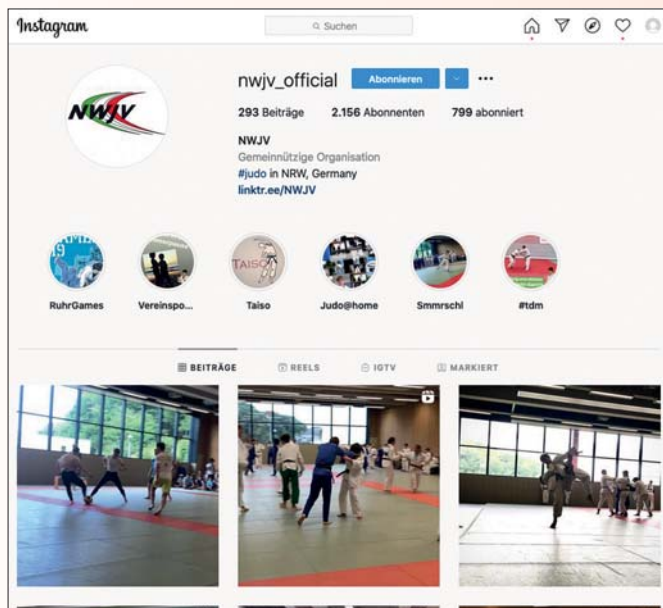 Instagram
Suchen
NWJV
nwjv_official Abonnieren
293 Beiträge 2.156 Abonnenten 799 abonniert
NWJV
Gemeinnützige Organisation
#judo in NRW, Germany
linktr.ee/NWJV
19
TAISO
RuhrGames Vereinspo... Taiso Judo@home Smmrschl #tdm
BEITRÄGE REELS IGTV MARKIERT